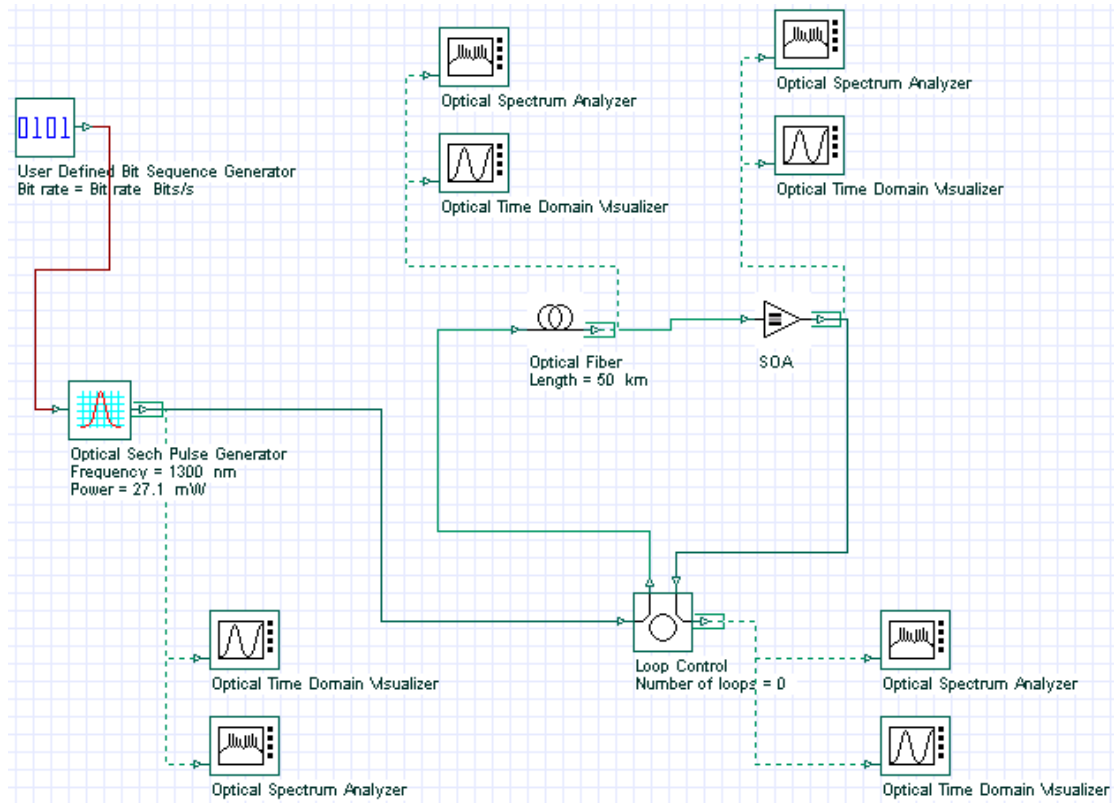 Optical Spectrum Analyzer
Optical Spectrum Analyzer
0101
User Defined Bit Sequence Generator
Bit rate = Bit rate Bits/s
Optical Time Domain Visualizer
Optical Time Domain Visualizer
Optical Fiber
Length = 50 km
SOA
Optical Sech Pulse Generator
Frequency = 1300 nm
Power = 27.1 mW
Loop Control
Number of loops = 0
Optical Time Domain Visualizer
Optical Spectrum Analyzer
Optical Spectrum Analyzer
Optical Time Domain Visualizer